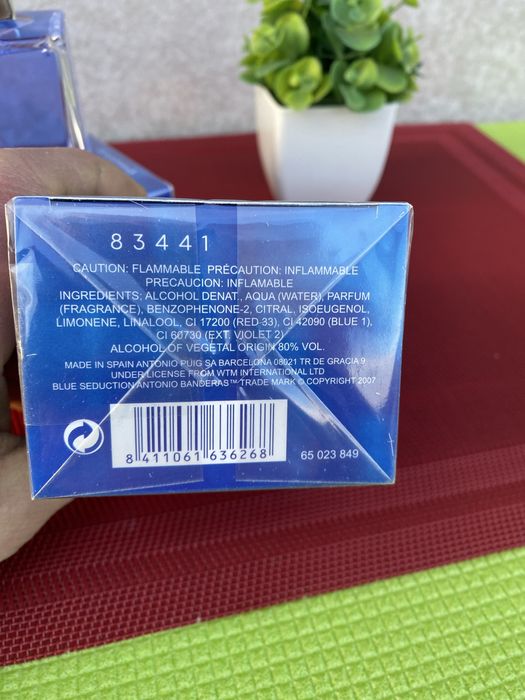 83441
CAUTION: FLAMMABLE PRÉCAUTION: INFLAMMABLE
PRECAUCION: INFLAMABLE
INGREDIENTS: ALCOHOL DENAT., AQUA (WATER), PARFUM
(FRAGRANCE), BENZOPHENONE-2, CITRAL, ISOEUGENOL,
LIMONENE, LINALOOL, CI 17200 (RED 33), CI 42090 (BLUE 1),
CI 60730 (EXT. VIOLET 2)
ALCOHOL OF VEGETAL ORIGIN 80% VOL.
MADE IN SPAIN ANTONIO PUIG SA BARCELONA 08021 TR DE GRACIA 9
UNDER LICENSE FROM WTM INTERNATIONAL LTD
BLUE SEDUCTION ANTONIO BANDERAS™ TRADE MARK © COPYRIGHT 2007
8 411061 636268
65 023 849